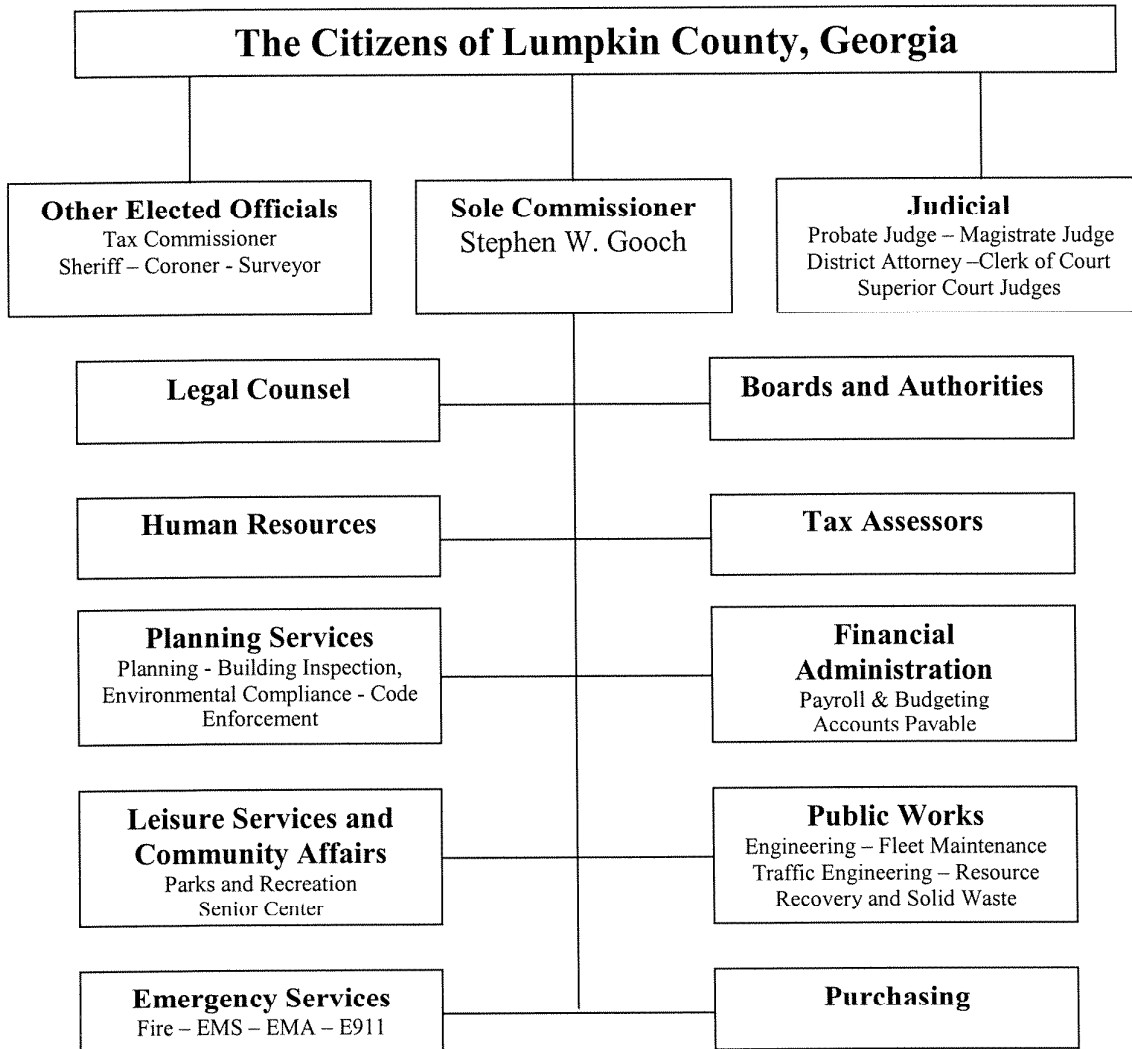 The Citizens of Lumpkin County, Georgia
Other Elected Officials
Tax Commissioner
Sheriff – Coroner - Surveyor
Sole Commissioner
Stephen W. Gooch
Judicial
Probate Judge – Magistrate Judge
District Attorney –Clerk of Court
Superior Court Judges
Legal Counsel
Boards and Authorities
Human Resources
Tax Assessors
Planning Services
Planning - Building Inspection,
Environmental Compliance - Code
Enforcement
Financial
Administration
Payroll & Budgeting
Accounts Payable
Leisure Services and
Community Affairs
Parks and Recreation
Senior Center
Public Works
Engineering – Fleet Maintenance
Traffic Engineering – Resource
Recovery and Solid Waste
Emergency Services
Fire – EMS – EMA – E911
Purchasing